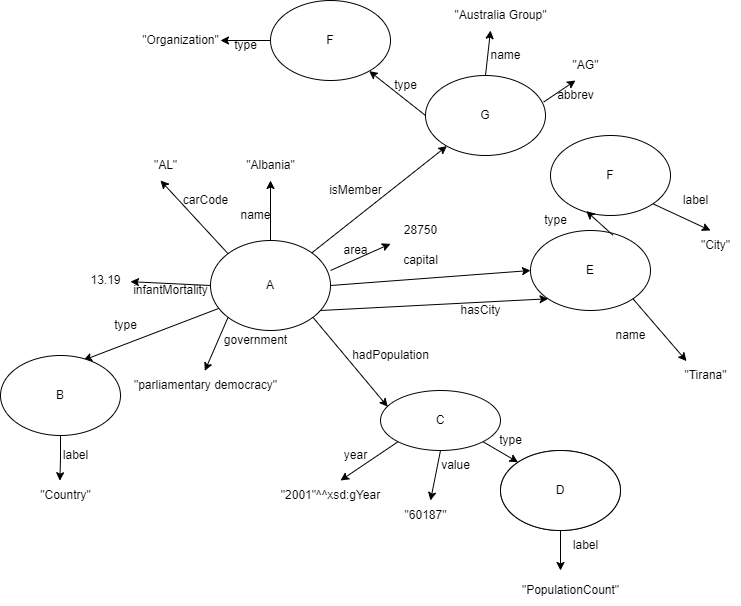 "Australia Group"
"Organization"
type
F
name
"AG"
type
abbrev
G
"AL"
"Albania"
F
isMember
carCode
label
name
type
28750
"City"
area
capital
13.19
infantMortality
A
E
hasCity
type
government
name
hadPopulation
"parliamentary democracy"
"Tirana"
B
C
label
year
value
type
"Country"
"2001"^^xsd:gYear
D
"60187"
label
"PopulationCount"